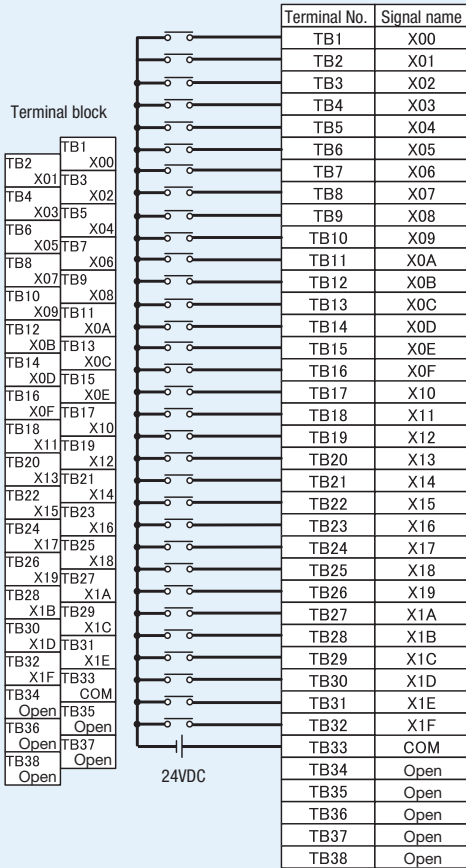 Terminal block
TB1
X00
TB2
X01
TB3
X02
TB4
X03
TB5
X04
TB6
X05
TB7
X06
TB8
X07
TB9
X08
TB10
X09
TB11
X0A
TB12
X0B
TB13
X0C
TB14
X0D
TB15
X0E
TB16
X0F
TB17
X10
TB18
X11
TB19
X12
TB20
X13
TB21
X14
TB22
X15
TB23
X16
TB24
X17
TB25
X18
TB26
X19
TB27
X1A
TB28
X1B
TB29
X1C
TB30
X1D
TB31
X1E
TB32
X1F
TB33
COM
TB34
Open
TB35
Open
TB36
Open
TB37
Open
TB38
Open
24VDC
Terminal No. Signal name
TB1 X00
TB2 X01
TB3 X02
TB4 X03
TB5 X04
TB6 X05
TB7 X06
TB8 X07
TB9 X08
TB10 X09
TB11 X0A
TB12 X0B
TB13 X0C
TB14 X0D
TB15 X0E
TB16 X0F
TB17 X10
TB18 X11
TB19 X12
TB20 X13
TB21 X14
TB22 X15
TB23 X16
TB24 X17
TB25 X18
TB26 X19
TB27 X1A
TB28 X1B
TB29 X1C
TB30 X1D
TB31 X1E
TB32 X1F
TB33 COM
TB34 Open
TB35 Open
TB36 Open
TB37 Open
TB38 Open